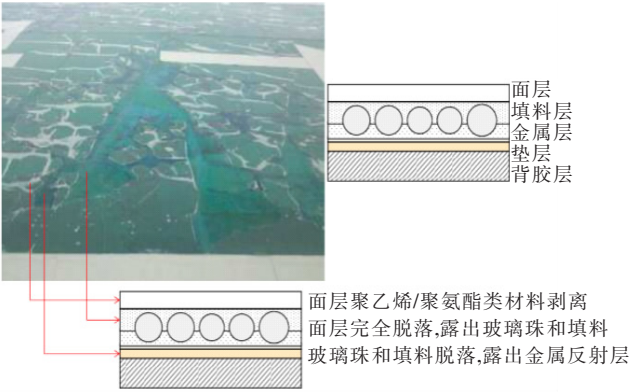 面层
填料层
金属层
垫层
背胶层
面层聚乙烯/聚氨酯类材料剥离
面层完全脱落,露出玻璃珠和填料
玻璃珠和填料脱落,露出金属反射层